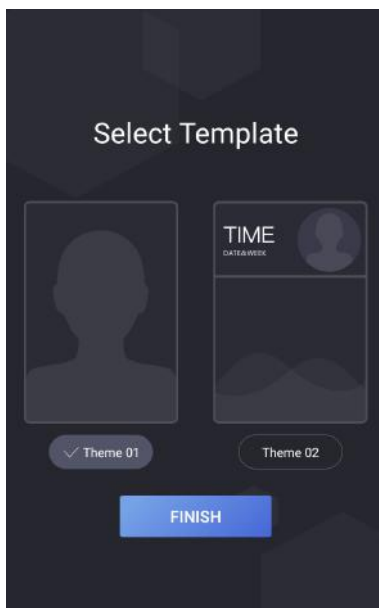 Select Template
TIME
DATE&WEEK
Theme 01
Theme 02
FINISH